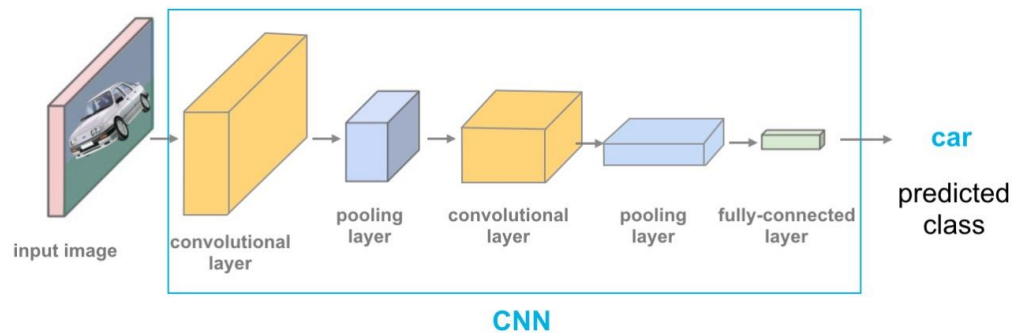 input image
convolutional
layer
pooling
layer
convolutional
layer
pooling
layer
fully-connected
layer
car
predicted
class
CNN